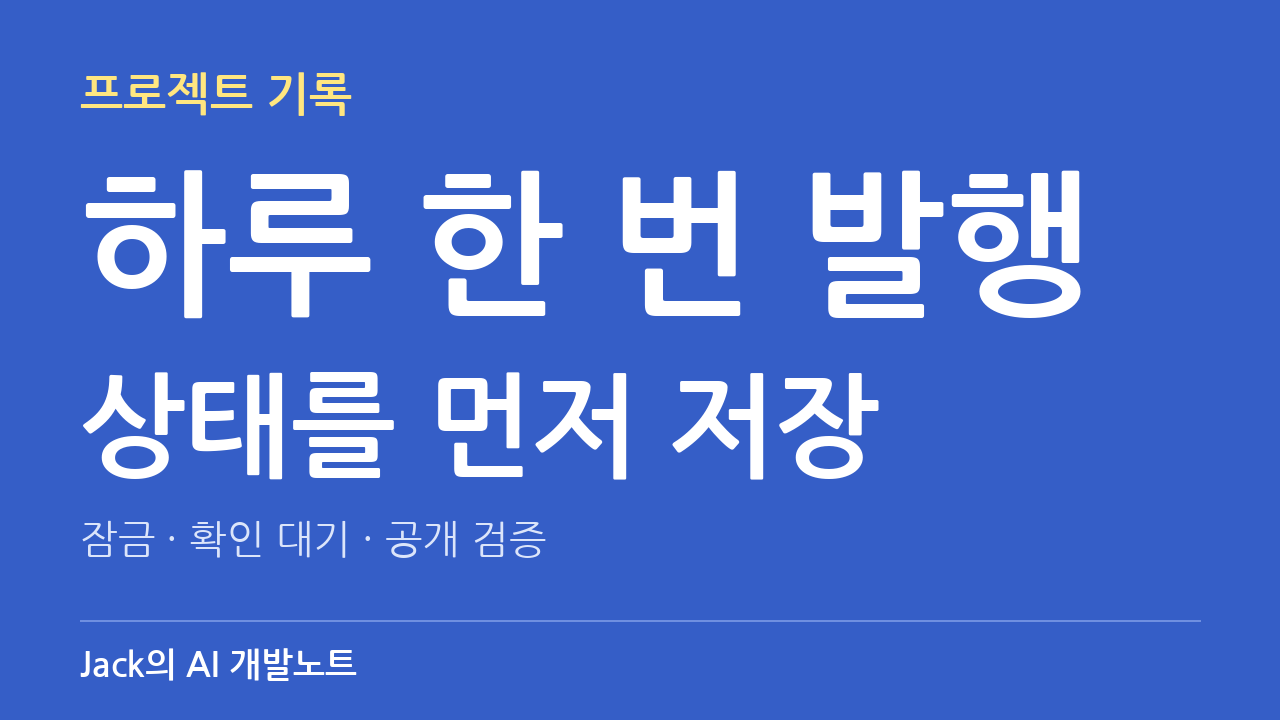 프로젝트 기록
하루 한 번 발행
상태를 먼저 저장
잠금 · 확인 대기 · 공개 검증
Jack의 AI 개발노트